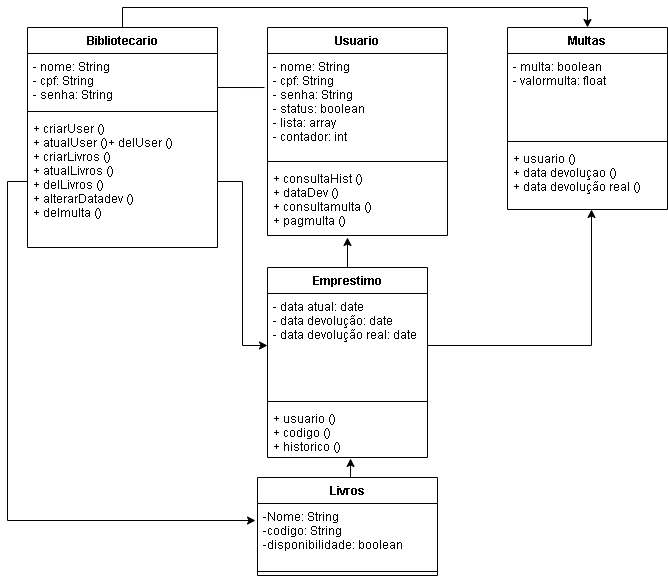 Bibliotecario
- nome: String
- cpf: String
- senha: String
+ criarUser ()
+ atualUser ()+ delUser ()
+ criarLivros ()
+ atualLivros ()
+ delLivros ()
+ alterarDatadev ()
+ delmulta ()
Usuario
- nome: String
- cpf: String
- senha: String
- status: boolean
- lista: array
- contador: int
+ consultaHist ()
+ dataDev ()
+ consultamulta ()
+ pagmulta ()
Multas
- multa: boolean
- valormulta: float
+ usuario ()
+ data devoluçao ()
+ data devolução real ()
Emprestimo
- data atual: date
- data devolução: date
- data devolução real: date
+ usuario ()
+ codigo ()
+ historico ()
Livros
-Nome: String
-codigo: String
-disponibilidade: boolean